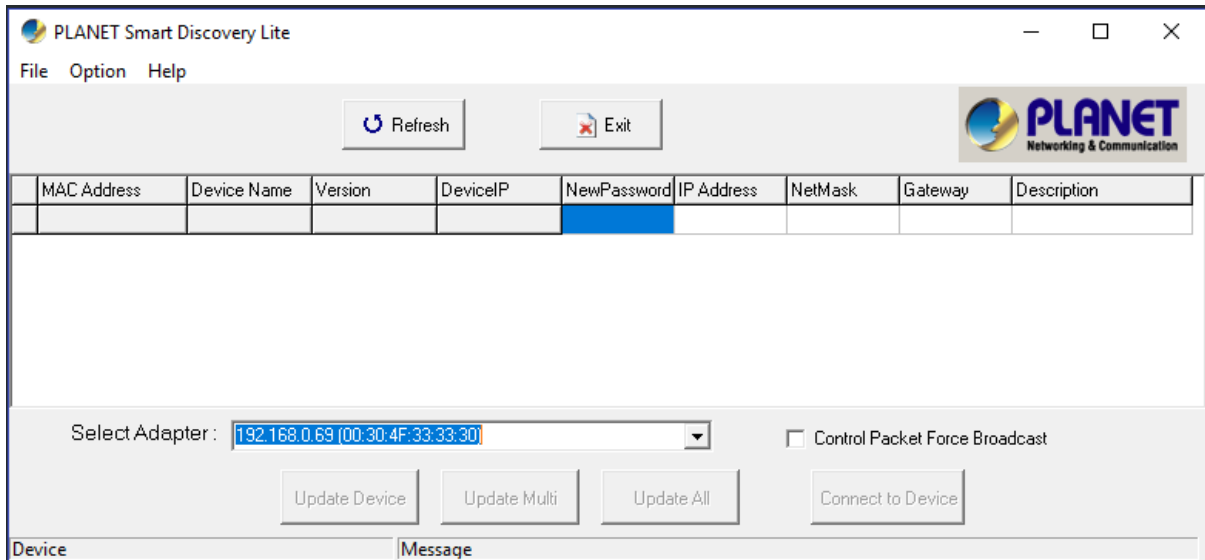 PLANET Smart Discovery Lite
File Option Help
Refresh Exit
PLANET
Networking & Communication
MAC Address Device Name Version DeviceIP NewPassword IP Address NetMask Gateway Description
Select Adapter : 192.168.0.69 (00:30:4F:33:33:30) Control Packet Force Broadcast
Update Device Update Multi Update All Connect to Device
Device Message